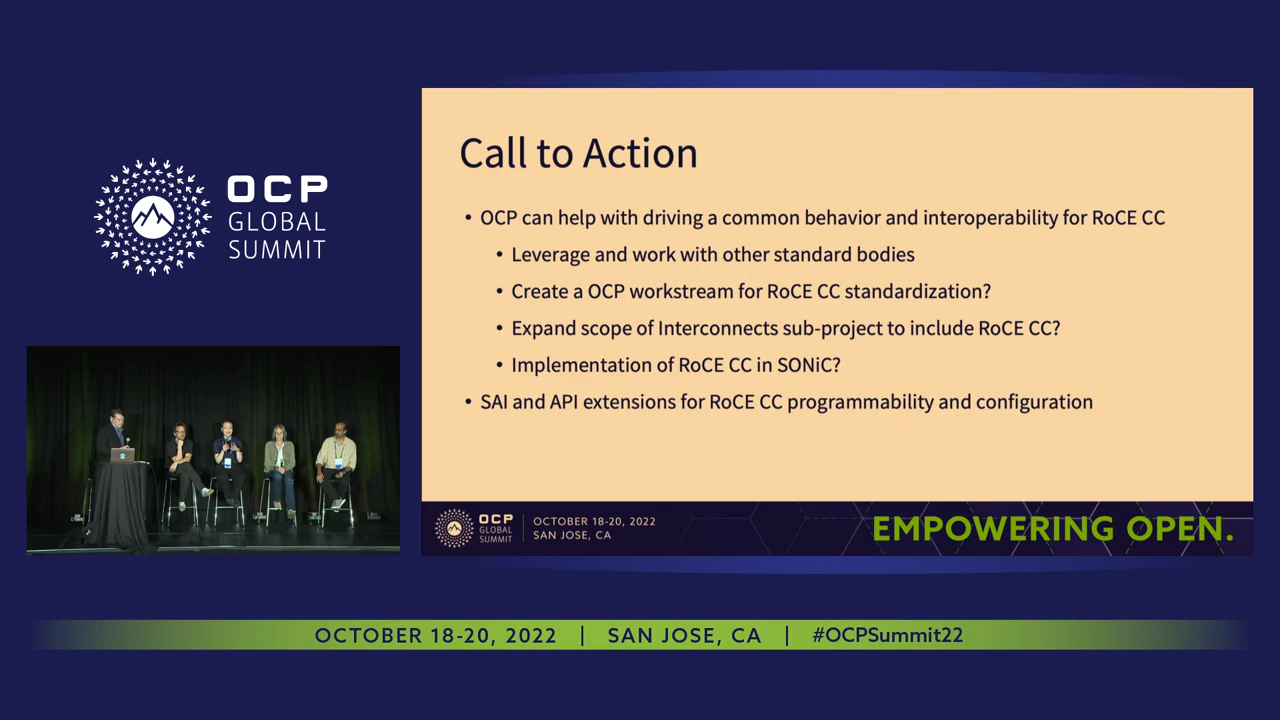 OCP
GLOBAL
SUMMIT
Call to Action
• OCP can help with driving a common behavior and interoperability for RoCE CC
• Leverage and work with other standard bodies
• Create a OCP workstream for RoCE CC standardization?
• Expand scope of Interconnects sub-project to include RoCE CC?
• Implementation of RoCE CC in SONiC?
• SAI and API extensions for RoCE CC programmability and configuration
OCP
GLOBAL
SUMMIT
OCTOBER 18-20, 2022
SAN JOSE, CA
EMPOWERING OPEN.
OCTOBER 18-20, 2022 | SAN JOSE, CA | #OCPSummit22